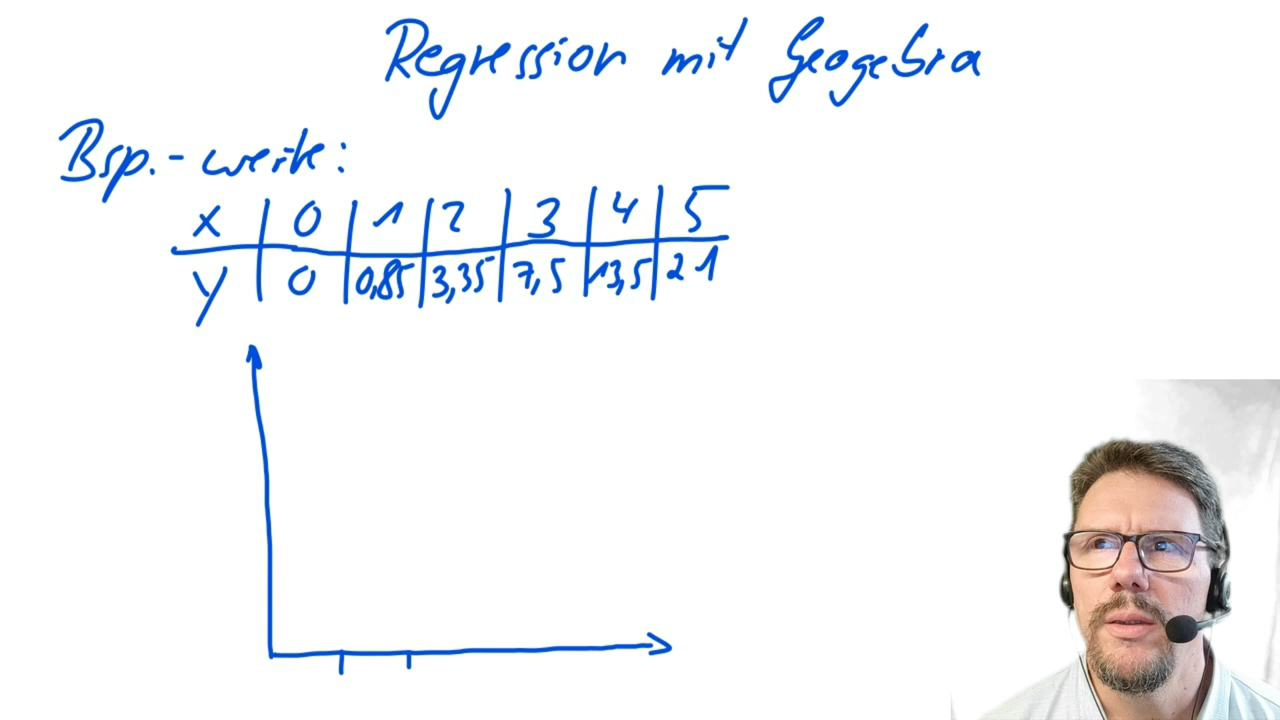 Regression mit Geogebra
Bsp.-werte:
x 0 1 2 3 4 5
y 0 0,85 3,35 7,5 13,5 21